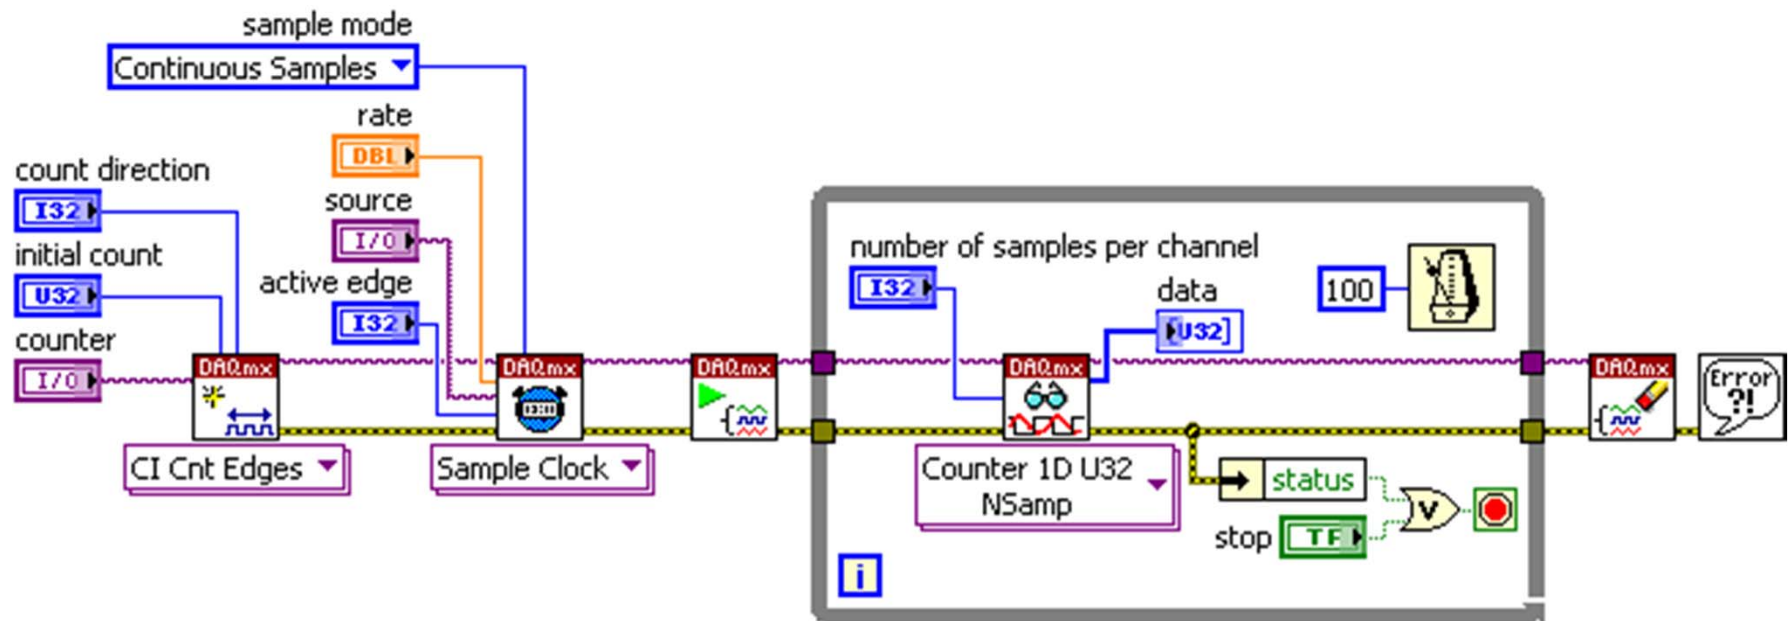 sample mode
Continuous Samples
rate
DBL
count direction
I32
source
I/O
initial count
U32
active edge
I32
counter
I/O
DAQmx
CI Cnt Edges
DAQmx
Sample Clock
DAQmx
number of samples per channel
I32
data
[U32]
100
DAQmx
Counter 1D U32
NSamp
status
V
stop
TF
i
DAQmx
Error
?!